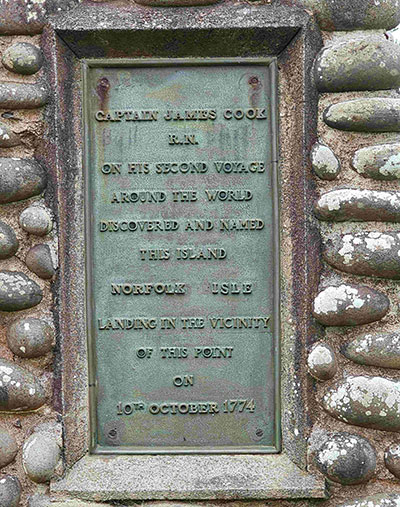 CAPTAIN JAMES COOK
R.N.
ON HIS SECOND VOYAGE
AROUND THE WORLD
DISCOVERED AND NAMED
THIS ISLAND
NORFOLK ISLE
LANDING IN THE VICINITY
OF THIS POINT
ON
10TH OCTOBER 1774